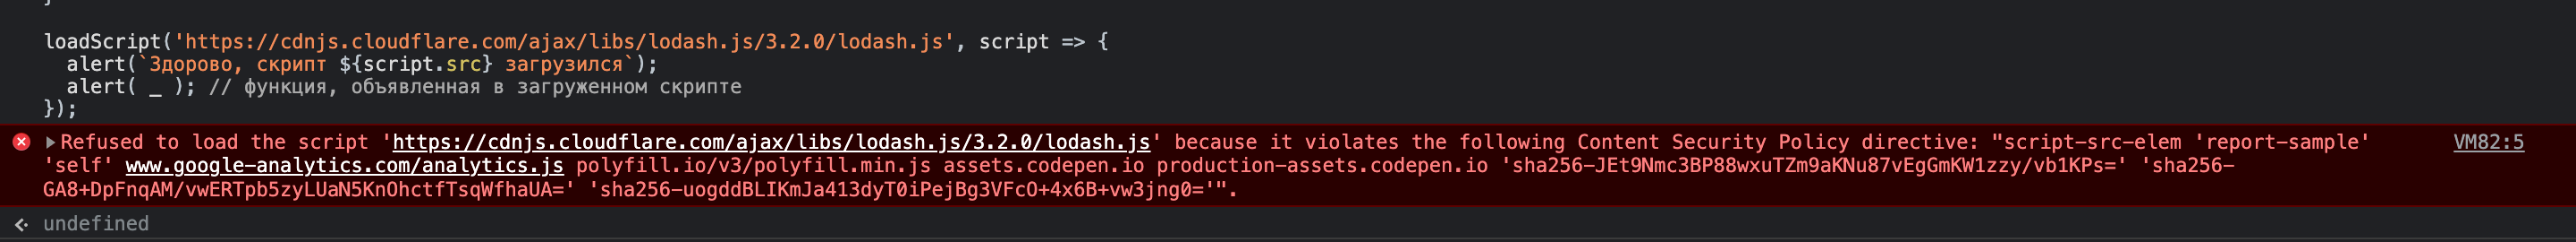 }
loadScript('https://cdnjs.cloudflare.com/ajax/libs/lodash.js/3.2.0/lodash.js', script => {
alert(`Здорово, скрипт ${script.src} загрузился`);
alert( _ ); // функция, объявленная в загруженном скрипте
});
Refused to load the script 'https://cdnjs.cloudflare.com/ajax/libs/lodash.js/3.2.0/lodash.js' because it violates the following Content Security Policy directive: "script-src-elem 'report-sample' VM82:5
'self' www.google-analytics.com/analytics.js polyfill.io/v3/polyfill.min.js assets.codepen.io production-assets.codepen.io 'sha256-JEt9Nmc3BP88wxuTZm9aKNu87vEgGmKW1zzy/vb1KPs=' 'sha256-
GA8+DpFnqAM/vwERTpb5zyLUaN5KnOhctfTsqWfhaUA=' 'sha256-uogddBLIKmJa413dyT0iPejBg3VFcO+4x6B+vw3jng0='".
undefined